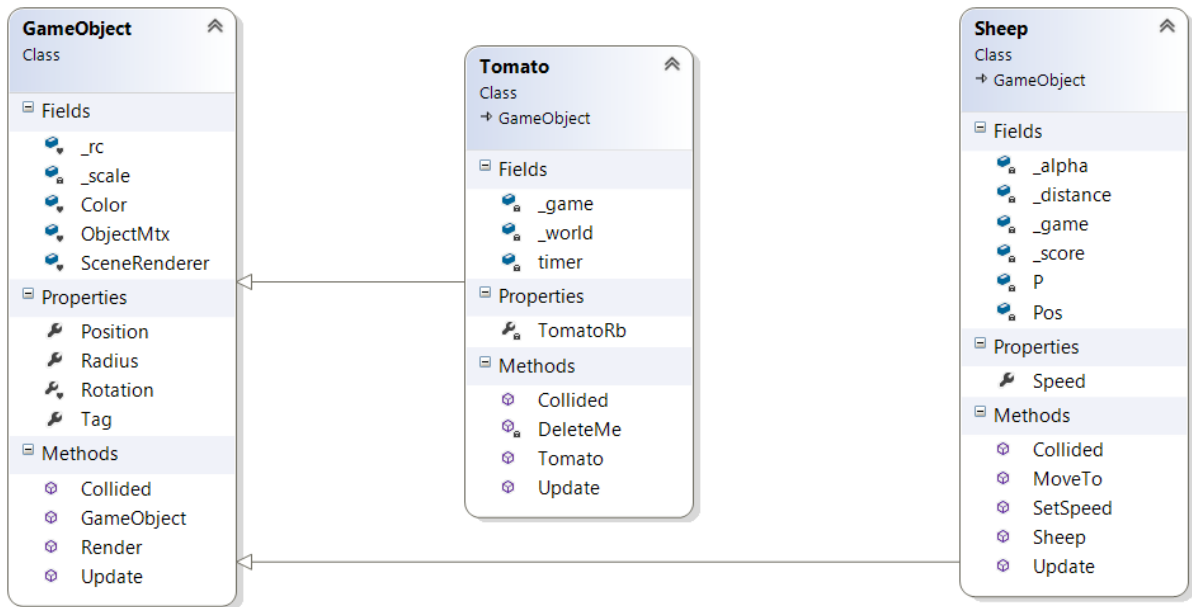 GameObject
Class
Fields
_rc
_scale
Color
ObjectMtx
SceneRenderer
Properties
Position
Radius
Rotation
Tag
Methods
Collided
GameObject
Render
Update
Tomato
Class
GameObject
Fields
_game
_world
timer
Properties
TomatoRb
Methods
Collided
DeleteMe
Tomato
Update
Sheep
Class
GameObject
Fields
_alpha
_distance
_game
_score
P
Pos
Properties
Speed
Methods
Collided
MoveTo
SetSpeed
Sheep
Update